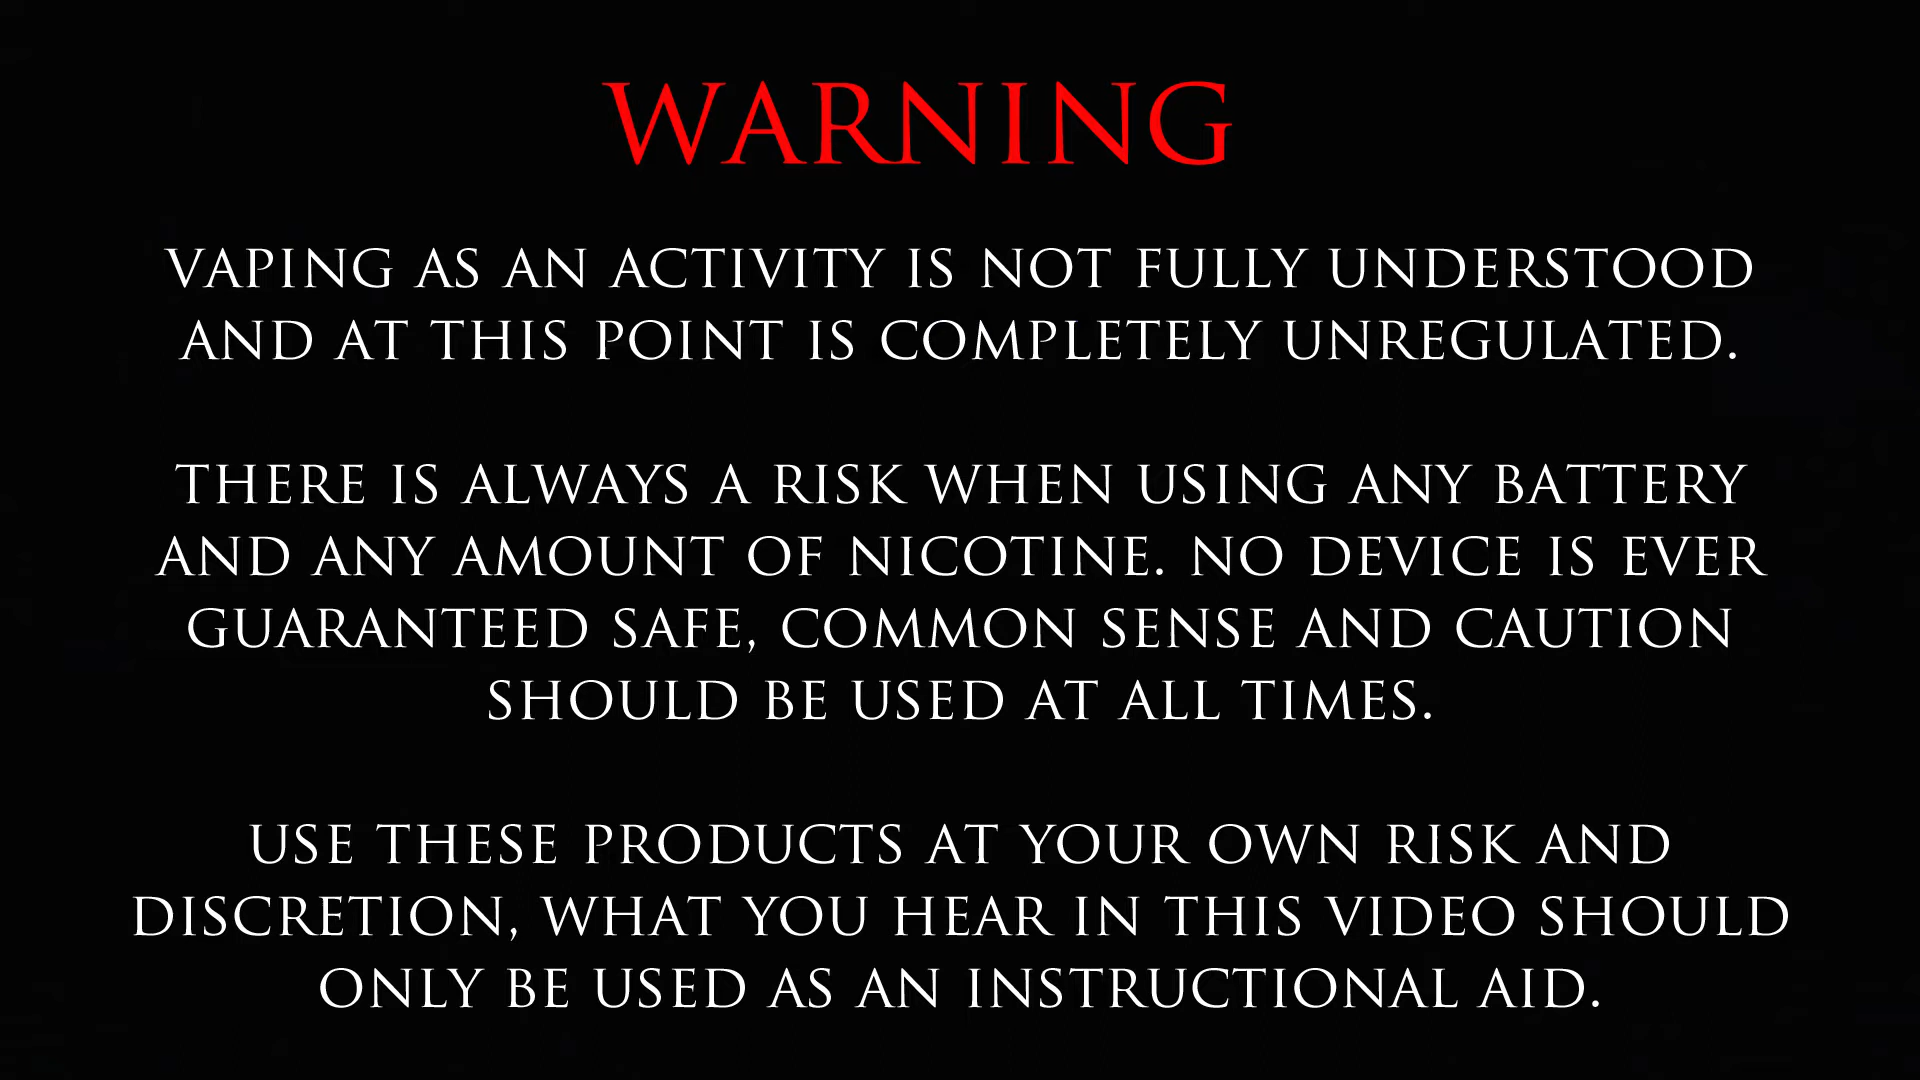 WARNING
VAPING AS AN ACTIVITY IS NOT FULLY UNDERSTOOD
AND AT THIS POINT IS COMPLETELY UNREGULATED.
THERE IS ALWAYS A RISK WHEN USING ANY BATTERY
AND ANY AMOUNT OF NICOTINE. NO DEVICE IS EVER
GUARANTEED SAFE, COMMON SENSE AND CAUTION
SHOULD BE USED AT ALL TIMES.
USE THESE PRODUCTS AT YOUR OWN RISK AND
DISCRETION, WHAT YOU HEAR IN THIS VIDEO SHOULD
ONLY BE USED AS AN INSTRUCTIONAL AID.